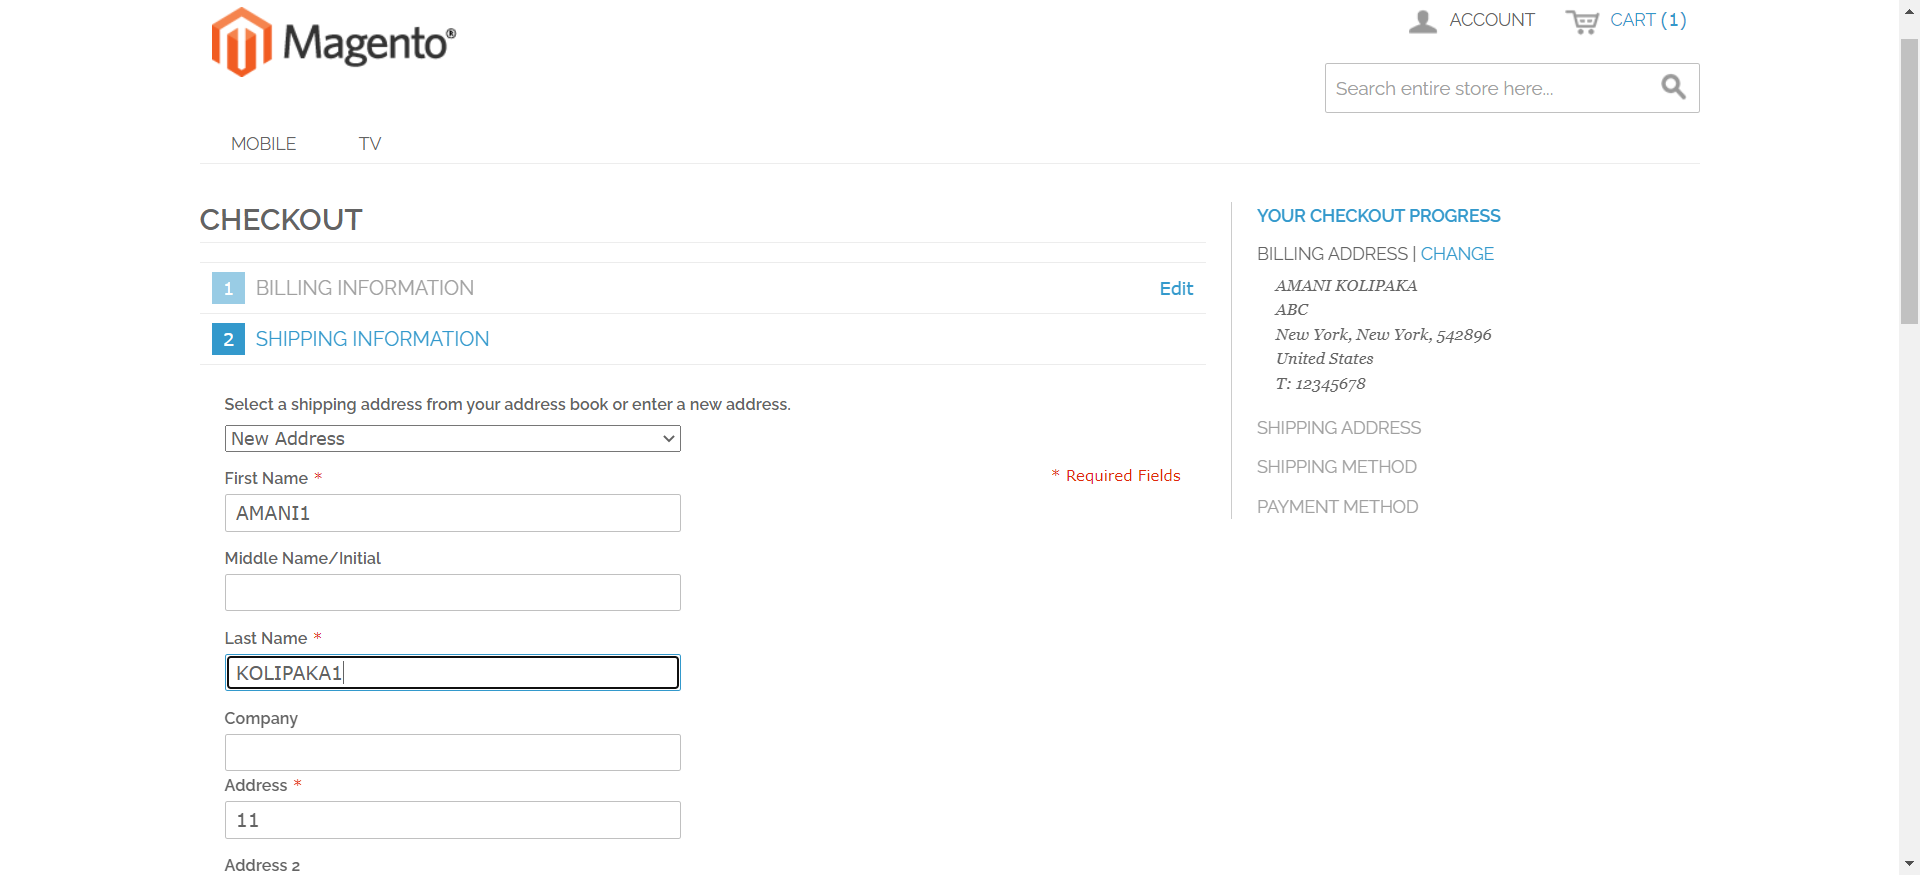 Magento®
ACCOUNT
CART (1)
Search entire store here...
MOBILE
TV
CHECKOUT
1 BILLING INFORMATION
Edit
2 SHIPPING INFORMATION
Select a shipping address from your address book or enter a new address.
New Address
First Name *
* Required Fields
AMANI1
Middle Name/Initial
Last Name *
KOLIPAKA1
Company
Address *
11
Address 2
YOUR CHECKOUT PROGRESS
BILLING ADDRESS | CHANGE
AMANI KOLIPAKA
ABC
New York, New York, 542896
United States
T: 12345678
SHIPPING ADDRESS
SHIPPING METHOD
PAYMENT METHOD